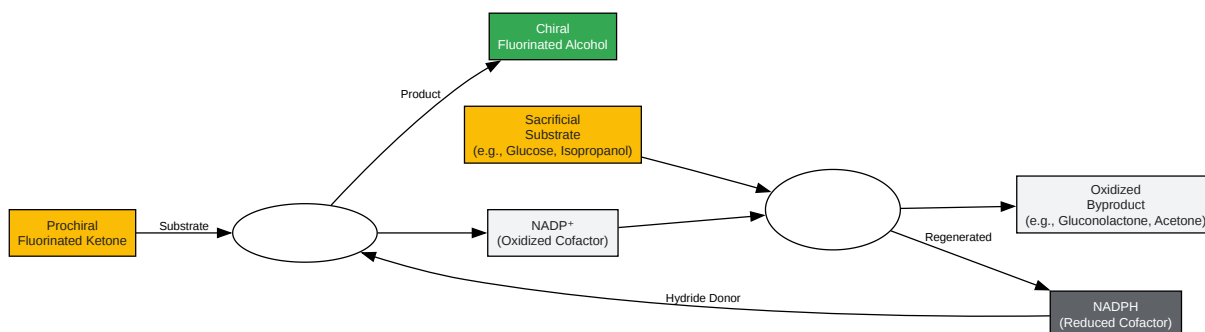 Chiral
Fluorinated Alcohol
Product
Sacrificial
Substrate
(e.g., Glucose, Isopropanol)
Prochiral
Fluorinated Ketone
Substrate
NADP⁺
(Oxidized Cofactor)
Oxidized
Byproduct
(e.g., Gluconolactone, Acetone)
Regenerated
Hydride Donor
NADPH
(Reduced Cofactor)